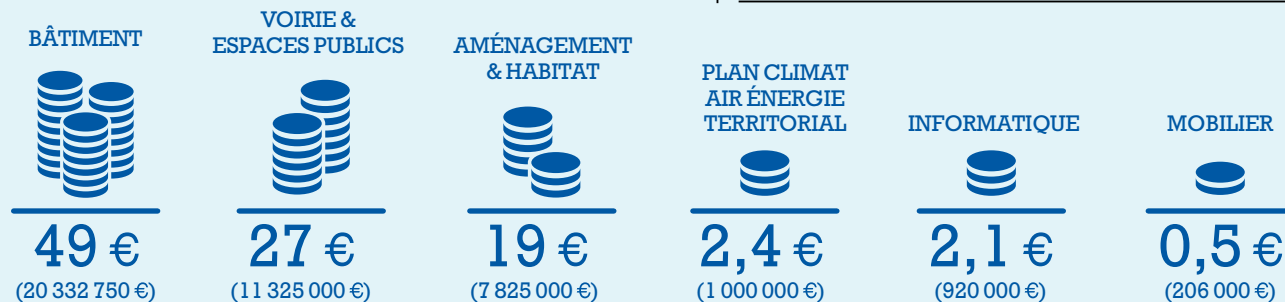 BÂTIMENT
49 €
(20 332 750 €)
VOIRIE &
ESPACES PUBLICS
27 €
(11 325 000 €)
AMÉNAGEMENT
& HABITAT
19 €
(7 825 000 €)
PLAN CLIMAT
AIR ÉNERGIE
TERRITORIAL
2,4 €
(1 000 000 €)
INFORMATIQUE
2,1 €
(920 000 €)
MOBILIER
0,5 €
(206 000 €)